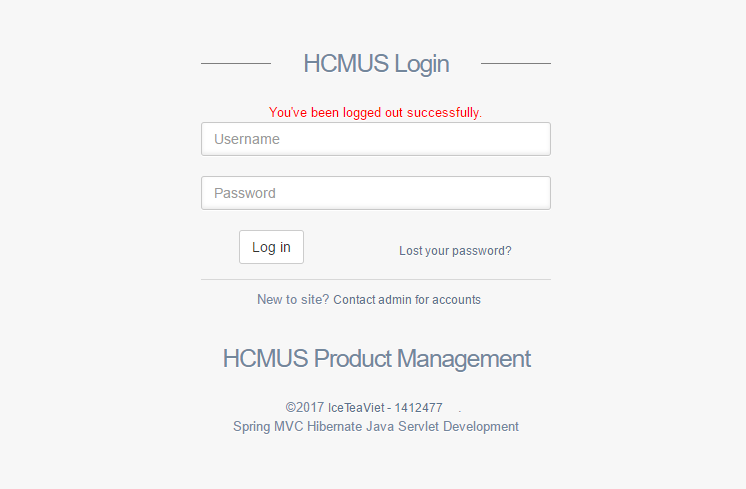 HCMUS Login
You've been logged out successfully.
Username
Password
Log in
Lost your password?
New to site? Contact admin for accounts
HCMUS Product Management
©2017 IceTeaViet - 1412477 .
Spring MVC Hibernate Java Servlet Development